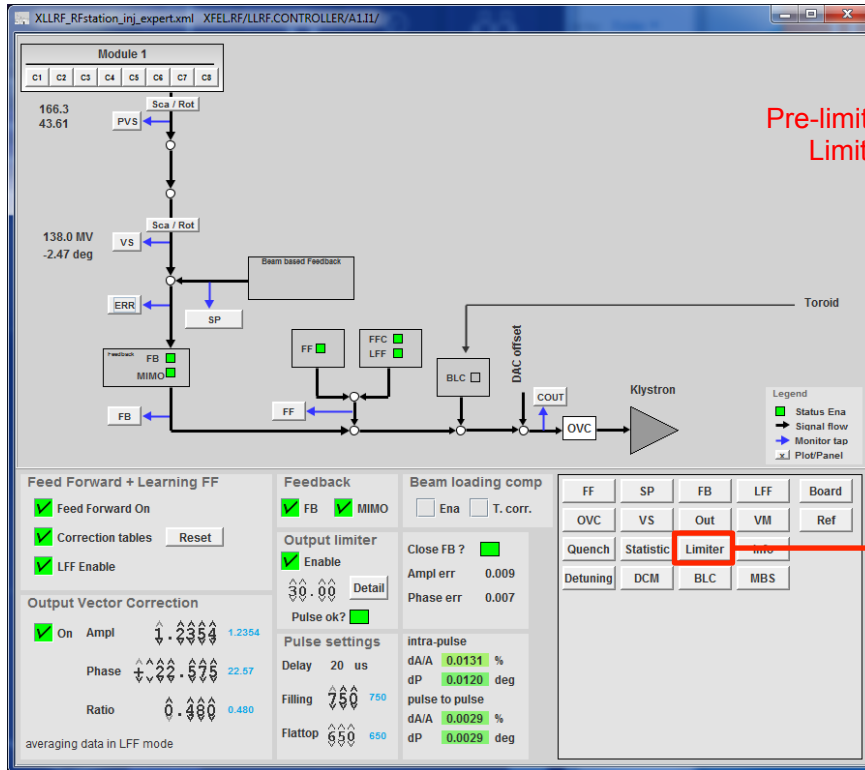 XLLRF_RFstation_inj_expert.xml XFEL.RF/LLRF.CONTROLLER/A1.I1/
Module 1
C1 C2 C3 C4 C5 C6 C7 C8
Sca / Rot
166.3
43.61
PVS
Pre-limit
Limit
Sca / Rot
138.0 MV
-2.47 deg
VS
Beam based Feedback
ERR
SP
Toroid
Feedback
FB
MIMO
FF
FFC
LFF
BLC
DAC offset
COUT
Klystron
FB
FF
OVC
Legend
Status Ena
Signal flow
Monitor tap
x Plot/Panel
Feed Forward + Learning FF
Feed Forward On
Correction tables Reset
LFF Enable
Output Vector Correction
On Ampl 1.2354 1.2354
Phase +22.575 22.57
Ratio 0.480 0.480
averaging data in LFF mode
Feedback
FB MIMO
Output limiter
Enable
30.00 Detail
Pulse ok?
Pulse settings
Delay 20 us
Filling 750 750
Flattop 650 650
Beam loading comp
Ena T. corr.
Close FB ?
Ampl err 0.009
Phase err 0.007
intra-pulse
dA/A 0.0131 %
dP 0.0120 deg
pulse to pulse
dA/A 0.0029 %
dP 0.0029 deg
FF SP FB LFF Board
OVC VS Out VM Ref
Quench Statistic Limiter Info
Detuning DCM BLC MBS